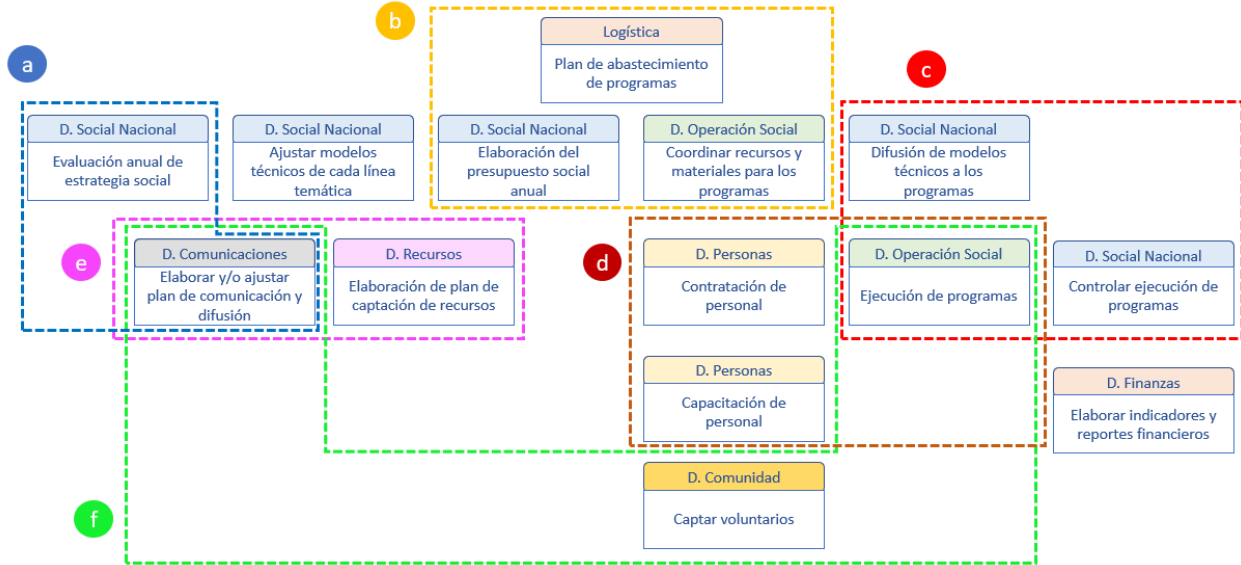 b
Logística
Plan de abastecimiento
de programas
a
c
D. Social Nacional
Evaluación anual de
estrategia social
D. Social Nacional
Ajustar modelos
técnicos de cada línea
temática
D. Social Nacional
Elaboración del
presupuesto social
anual
D. Operación Social
Coordinar recursos y
materiales para los
programas
D. Social Nacional
Difusión de modelos
técnicos a los
programas
e
D. Comunicaciones
Elaborar y/o ajustar
plan de comunicación y
difusión
D. Recursos
Elaboración de plan de
captación de recursos
d
D. Personas
Contratación de
personal
D. Operación Social
Ejecución de programas
D. Social Nacional
Controlar ejecución de
programas
D. Personas
Capacitación de
personal
D. Finanzas
Elaborar indicadores y
reportes financieros
f
D. Comunidad
Captar voluntarios